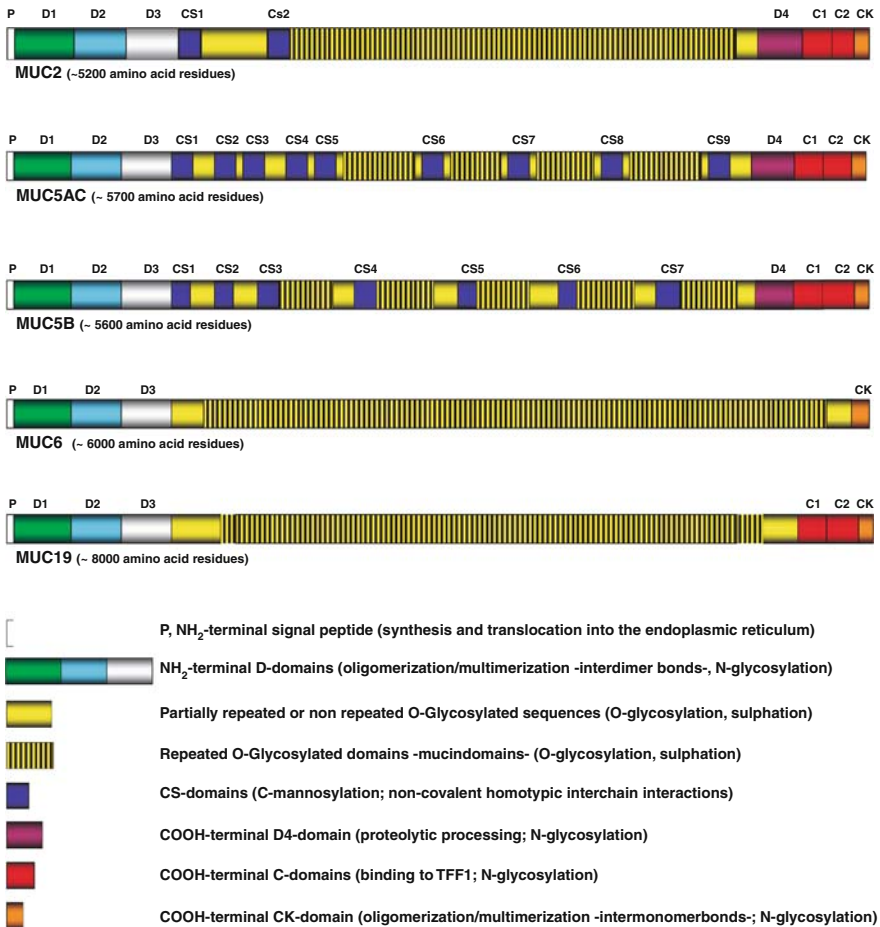 P D1 D2 D3 CS1 Cs2 D4 C1 C2 CK
MUC2 (~5200 amino acid residues)
P D1 D2 D3 CS1 CS2 CS3 CS4 CS5 CS6 CS7 CS8 CS9 D4 C1 C2 CK
MUC5AC (~ 5700 amino acid residues)
P D1 D2 D3 CS1 CS2 CS3 CS4 CS5 CS6 CS7 D4 C1 C2 CK
MUC5B (~ 5600 amino acid residues)
P D1 D2 D3 CK
MUC6 (~ 6000 amino acid residues)
P D1 D2 D3 C1 C2 CK
MUC19 (~ 8000 amino acid residues)
P, NH2-terminal signal peptide (synthesis and translocation into the endoplasmic reticulum)
NH2-terminal D-domains (oligomerization/multimerization -interdimer bonds-, N-glycosylation)
Partially repeated or non repeated O-Glycosylated sequences (O-glycosylation, sulphation)
Repeated O-Glycosylated domains -mucindomains- (O-glycosylation, sulphation)
CS-domains (C-mannosylation; non-covalent homotypic interchain interactions)
COOH-terminal D4-domain (proteolytic processing; N-glycosylation)
COOH-terminal C-domains (binding to TFF1; N-glycosylation)
COOH-terminal CK-domain (oligomerization/multimerization -intermonomerbonds-; N-glycosylation)